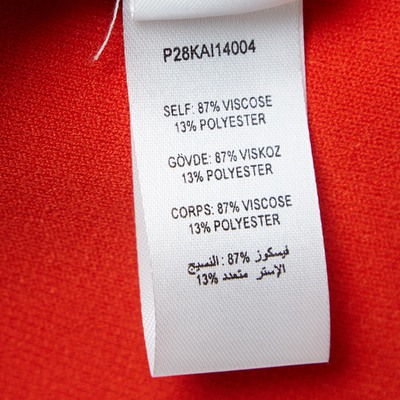 P28KAI14004
SELF: 87% VISCOSE
13% POLYESTER
GÖVDE: 87% VISKOZ
13% POLYESTER
CORPS: 87% VISCOSE
13% POLYESTER
فيسكوز 87% : النسيج
الإستر متعدد 13%